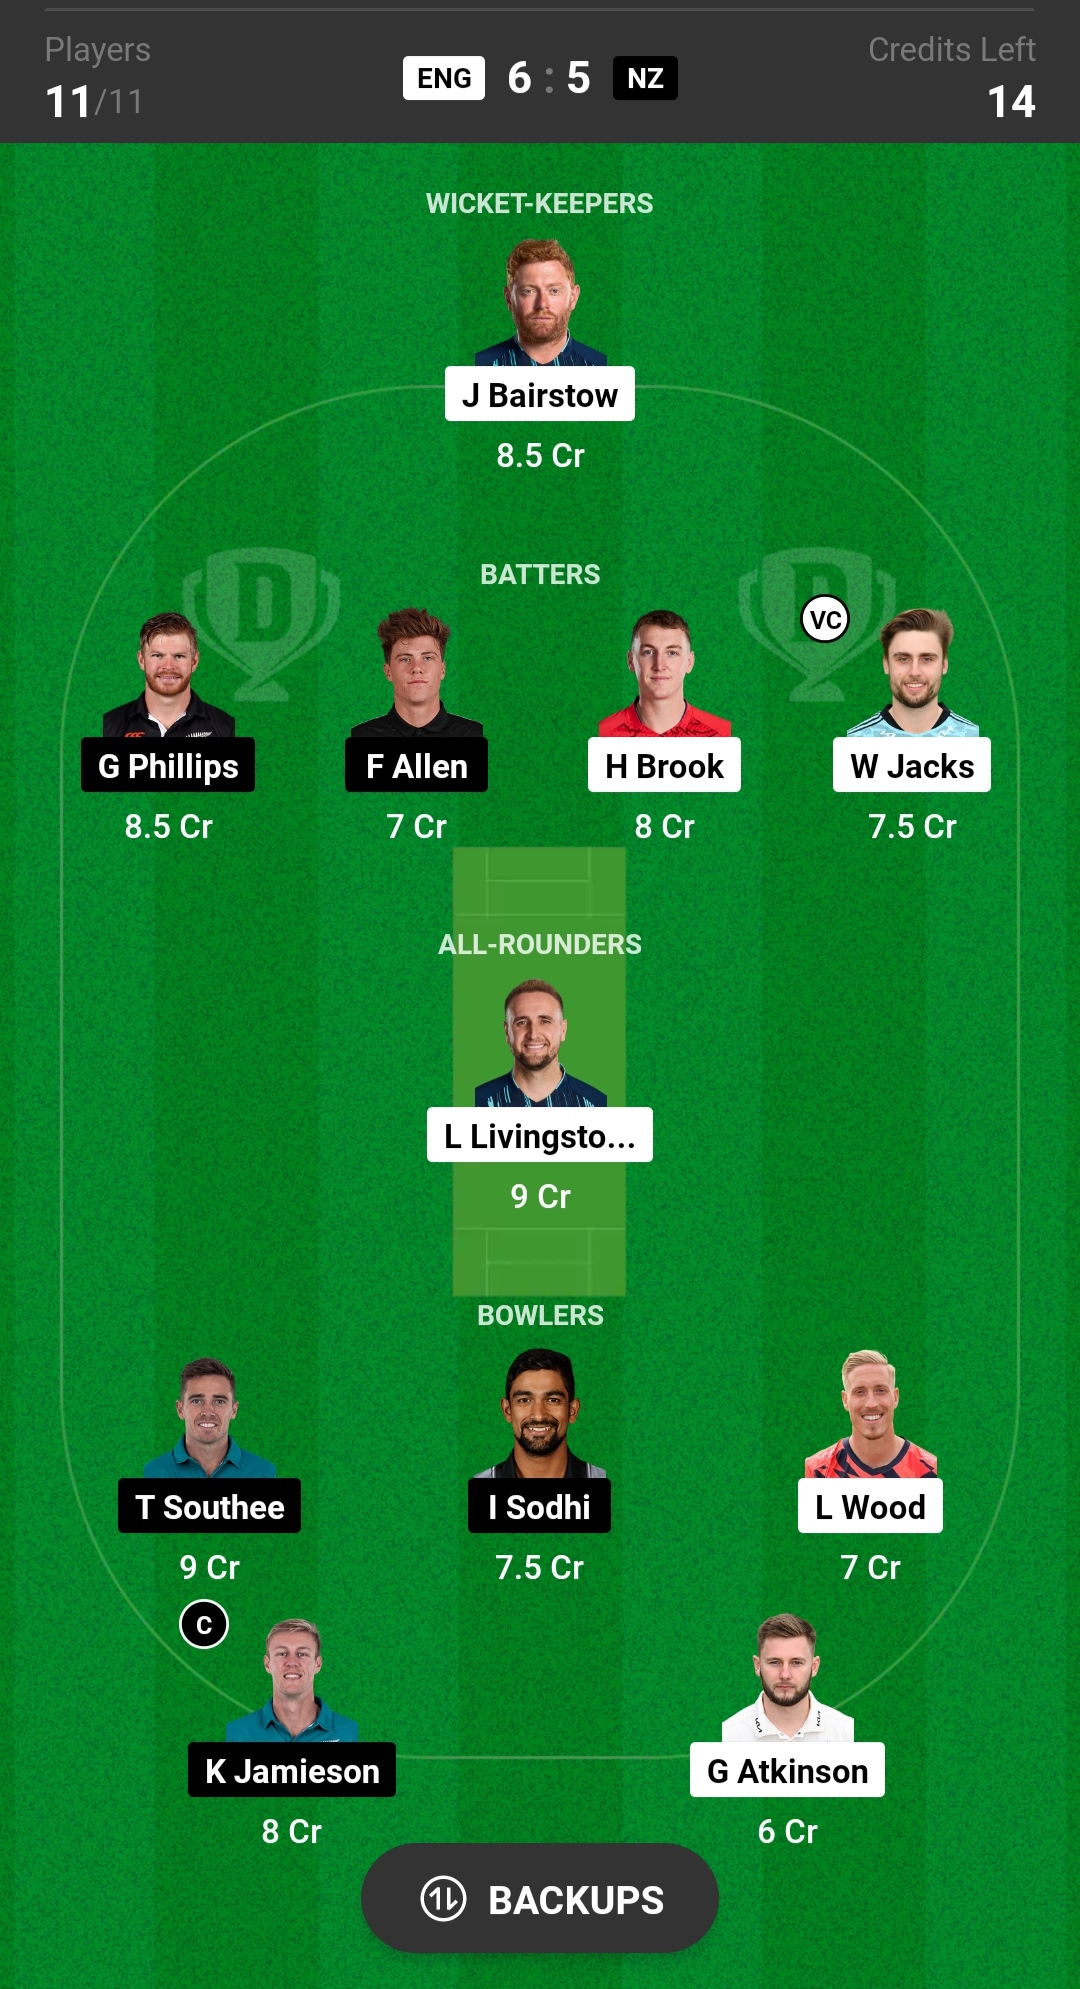 Players
Credits Left
11/11
ENG 6 : 5 NZ
14
WICKET-KEEPERS
J Bairstow
8.5 Cr
BATTERS
VC
G Phillips
F Allen
H Brook
W Jacks
8.5 Cr
7 Cr
8 Cr
7.5 Cr
ALL-ROUNDERS
L Livingsto...
9 Cr
BOWLERS
T Southee
I Sodhi
L Wood
9 Cr
7.5 Cr
7 Cr
C
K Jamieson
G Atkinson
8 Cr
6 Cr
BACKUPS